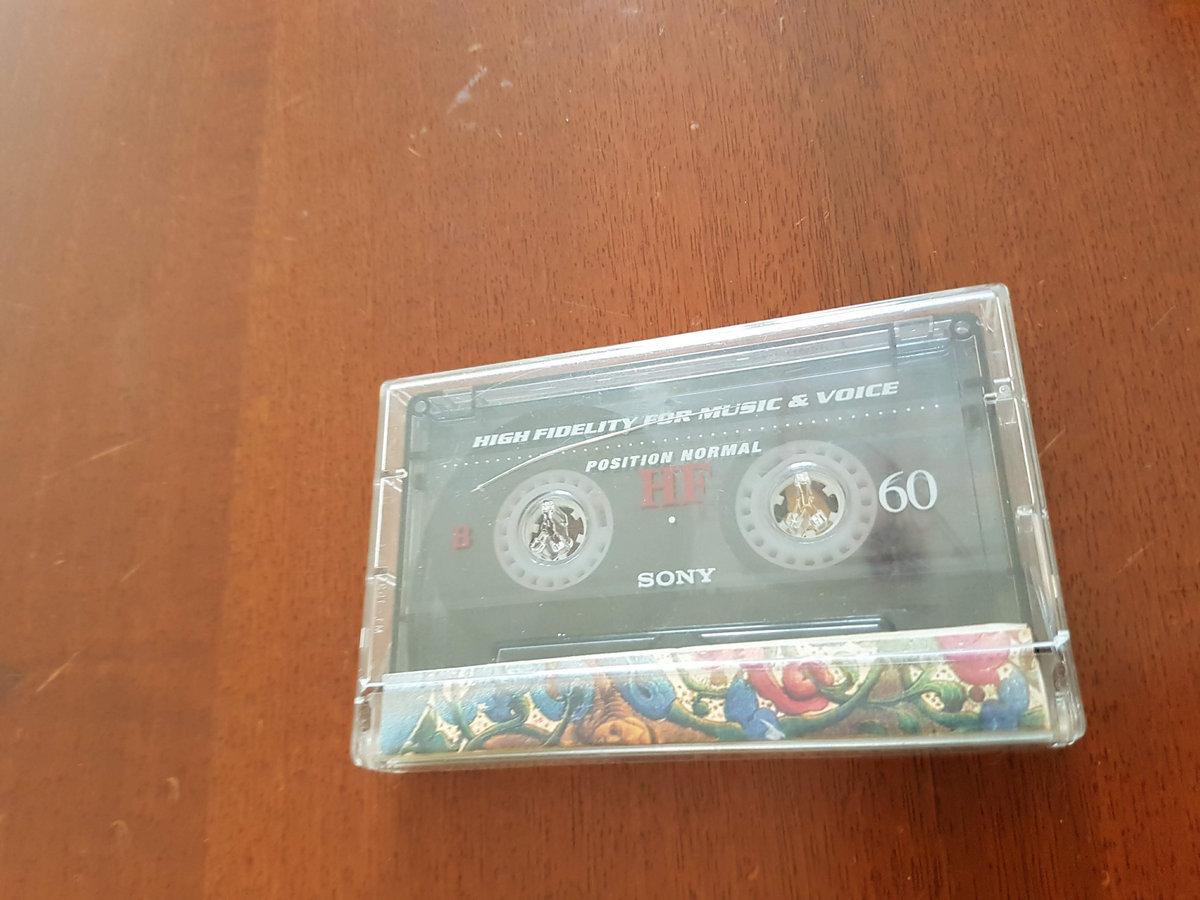 HIGH FIDELITY FOR MUSIC & VOICE
POSITION NORMAL
HF
B
60
SONY